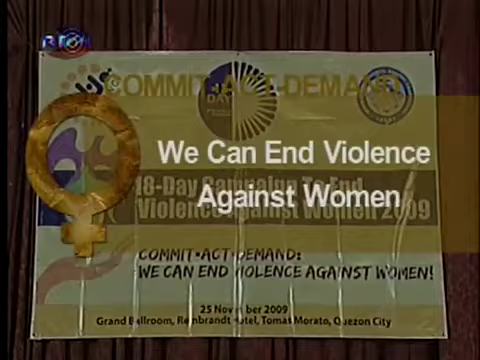 COMMIT•ACT•DEMAND
DAY
We Can End Violence
Against Women
18-Day Campaign To End
Violence Against Women 2009
COMMIT•ACT•DEMAND:
WE CAN END VIOLENCE AGAINST WOMEN!
25 November 2009
Grand Ballroom, Rembrandt Hotel, Tomas Morato, Quezon City